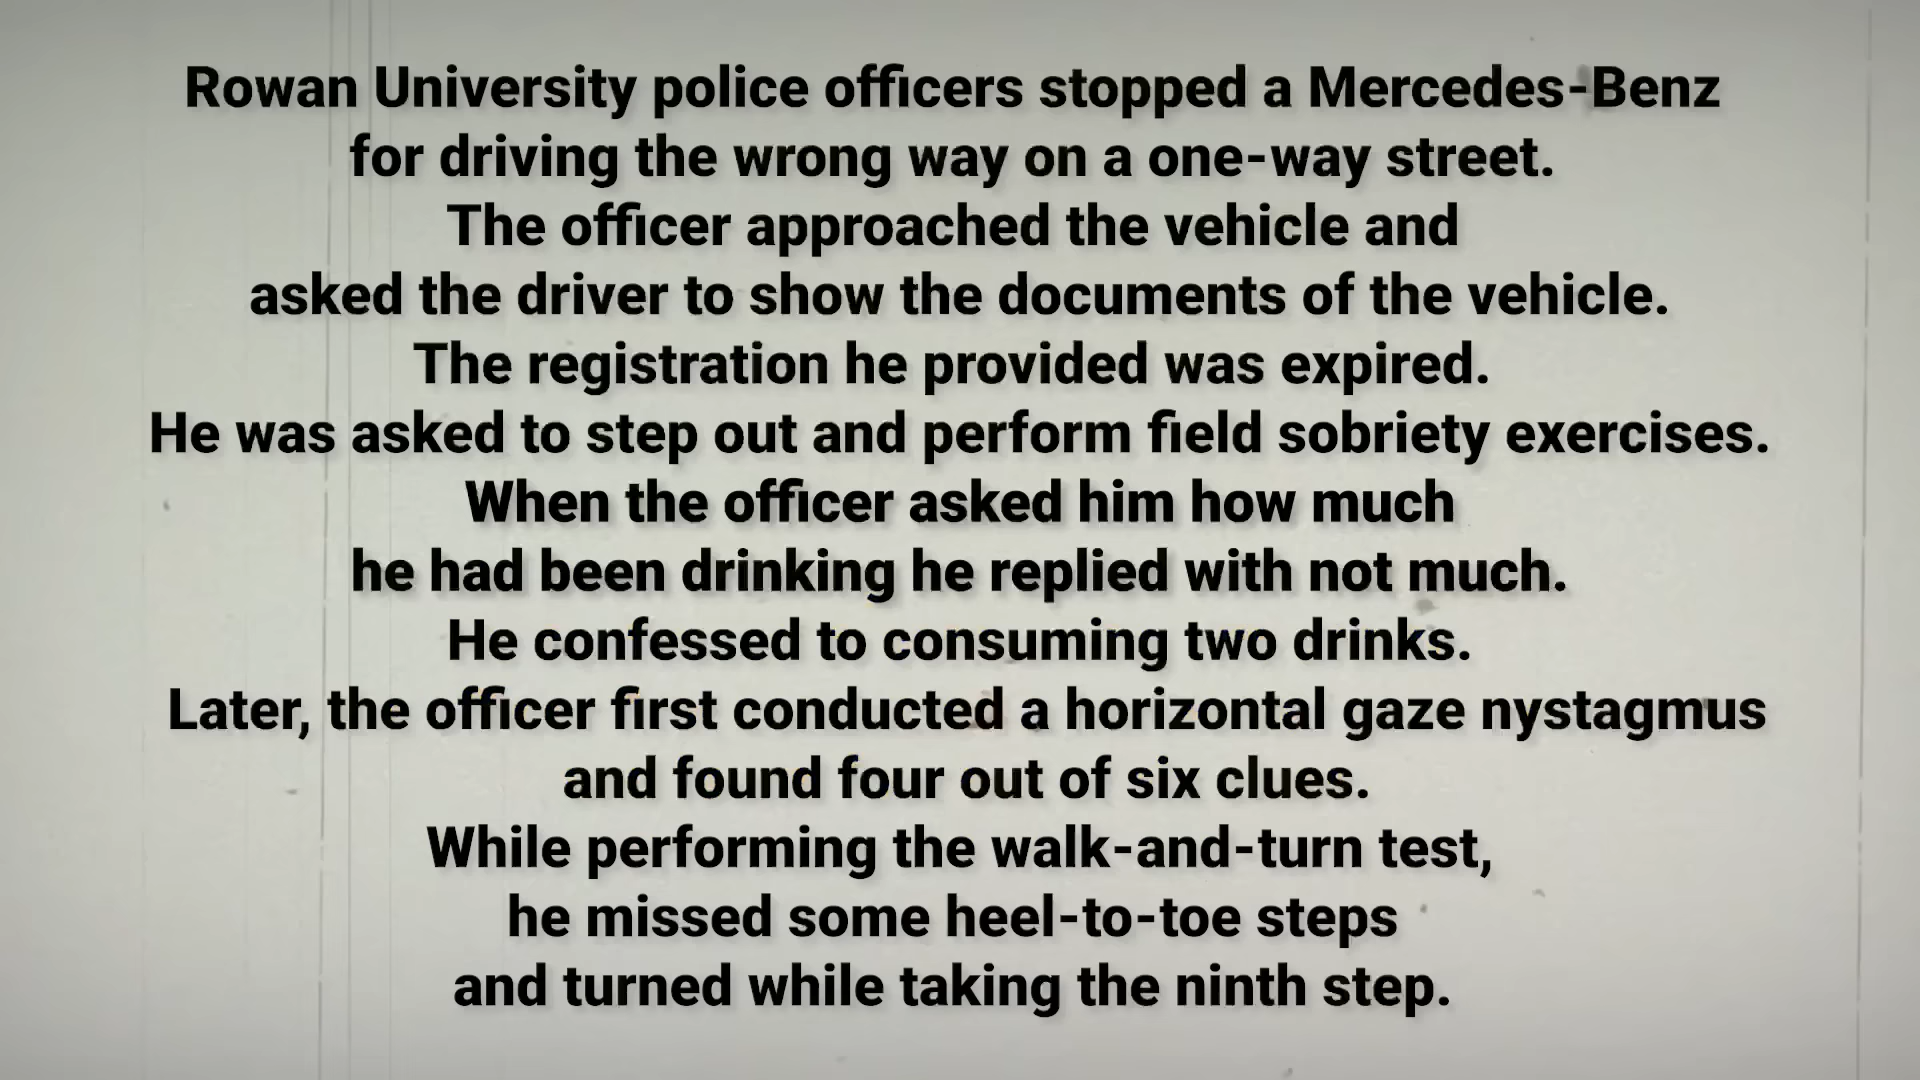 Rowan University police officers stopped a Mercedes-Benz
for driving the wrong way on a one-way street.
The officer approached the vehicle and
asked the driver to show the documents of the vehicle.
The registration he provided was expired.
He was asked to step out and perform field sobriety exercises.
When the officer asked him how much
he had been drinking he replied with not much.
He confessed to consuming two drinks.
Later, the officer first conducted a horizontal gaze nystagmus
and found four out of six clues.
While performing the walk-and-turn test,
he missed some heel-to-toe steps
and turned while taking the ninth step.